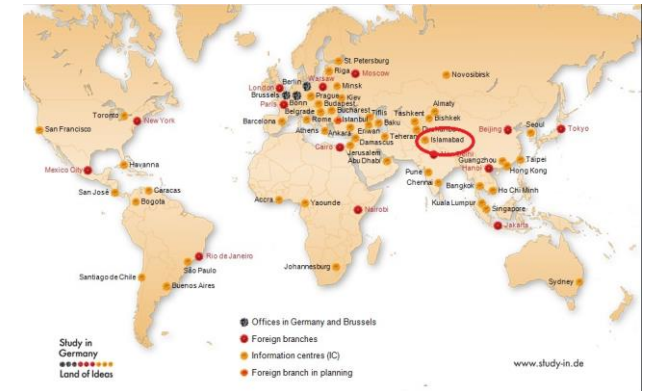 St. Petersburg
Riga
Moscow
Novosibirsk
Berlin
Warsaw
London
Minsk
Brussels
Prague
Kiev
Paris
Bonn
Budapest
Almaty
Toronto
New York
Belgrade
Bucharest
Tiflis
Tashkent
Bishkek
Seoul
San Francisco
Barcelona
Rome
Istanbul
Baku
Beijing
Tokyo
Athens
Ankara
Eriwan
Teheran
Islamabad
Damascus
Cairo
Jerusalem
Abu Dhabi
Guangzhou
Taipei
Havanna
Mexico City
Hanoi
Hong Kong
Pune
San José
Caracas
Chennai
Bangkok
Ho Chi Minh
Bogota
Accra
Yaounde
Kuala Lumpur
Singapore
Nairobi
Jakarta
Rio de Janeiro
Johannesburg
São Paulo
Santiago de Chile
Buenos Aires
Sydney
Offices in Germany and Brussels
Foreign branches
Information centres (IC)
Foreign branch in planning
Study in
Germany
Land of Ideas
www.study-in.de